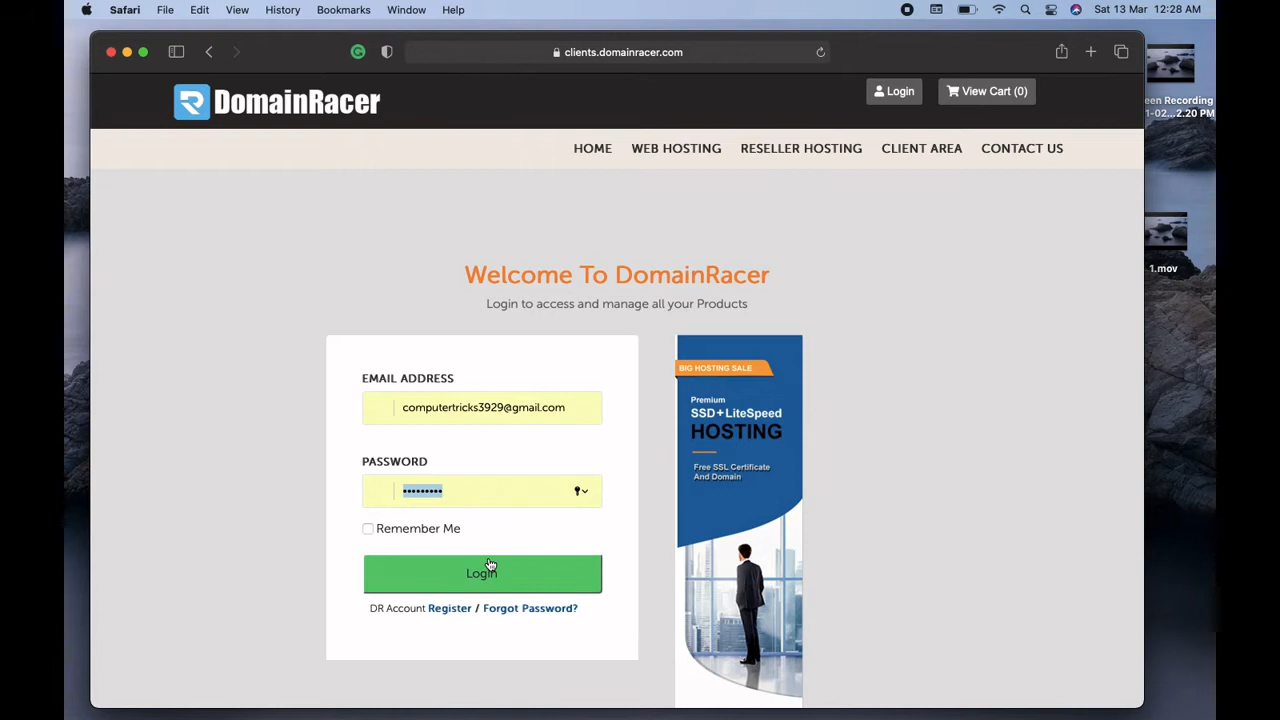 Safari File Edit View History Bookmarks Window Help Sat 13 Mar 12:28 AM
clients.domainracer.com
een Recording
1-02...2.20 PM
DomainRacer
Login View Cart (0)
HOME WEB HOSTING RESELLER HOSTING CLIENT AREA CONTACT US
1.mov
Welcome To DomainRacer
Login to access and manage all your Products
EMAIL ADDRESS
computertricks3929@gmail.com
PASSWORD
•••••••••
Remember Me
Login
DR Account Register / Forgot Password?
BIG HOSTING SALE
Premium
SSD+LiteSpeed
HOSTING
Free SSL Certificate
And Domain